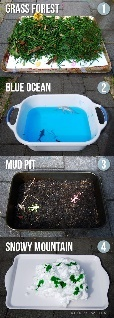 GRASS FOREST 1
BLUE OCEAN 2
MUD PIT 3
SNOWY MOUNTAIN 4